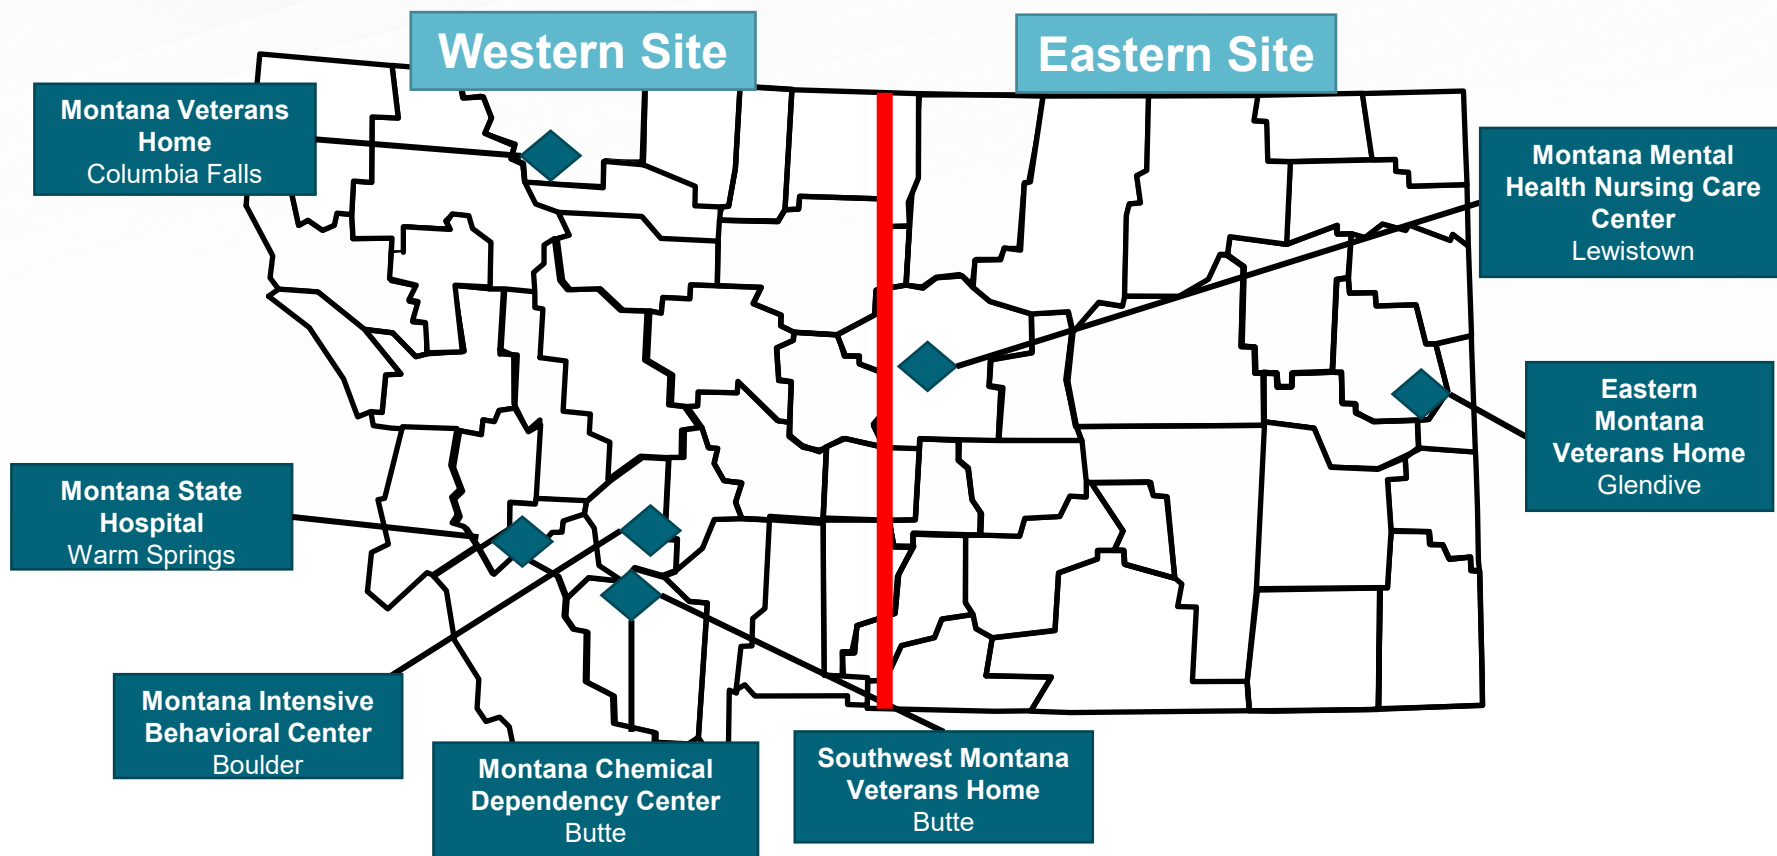 Western Site
Eastern Site
Montana Veterans
Home
Columbia Falls
Montana Mental
Health Nursing Care
Center
Lewistown
Eastern
Montana
Veterans Home
Glendive
Montana State
Hospital
Warm Springs
Montana Intensive
Behavioral Center
Boulder
Montana Chemical
Dependency Center
Butte
Southwest Montana
Veterans Home
Butte